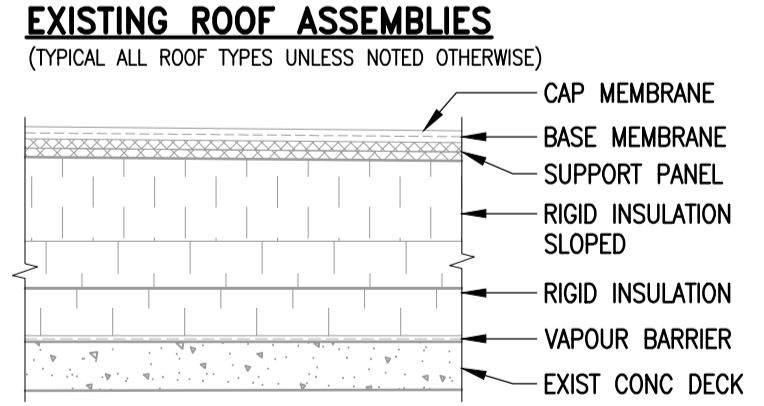 EXISTING ROOF ASSEMBLIES
(TYPICAL ALL ROOF TYPES UNLESS NOTED OTHERWISE)
CAP MEMBRANE
BASE MEMBRANE
SUPPORT PANEL
RIGID INSULATION
SLOPED
RIGID INSULATION
VAPOUR BARRIER
EXIST CONC DECK